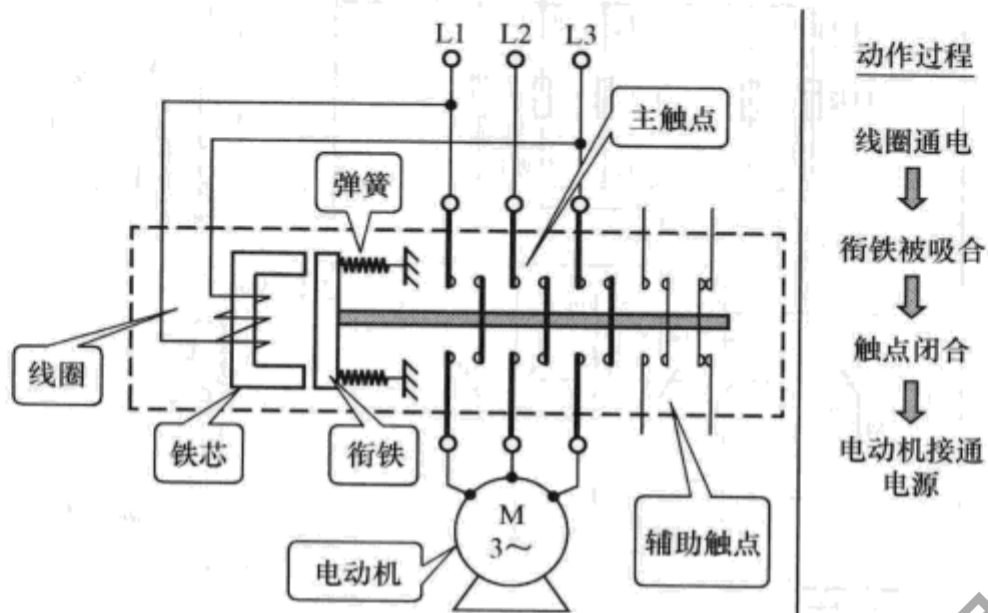 L1 L2 L3
主触点
弹簧
线圈
铁芯
衔铁
M
3～
电动机
辅助触点
动作过程
线圈通电
衔铁被吸合
触点闭合
电动机接通
电源